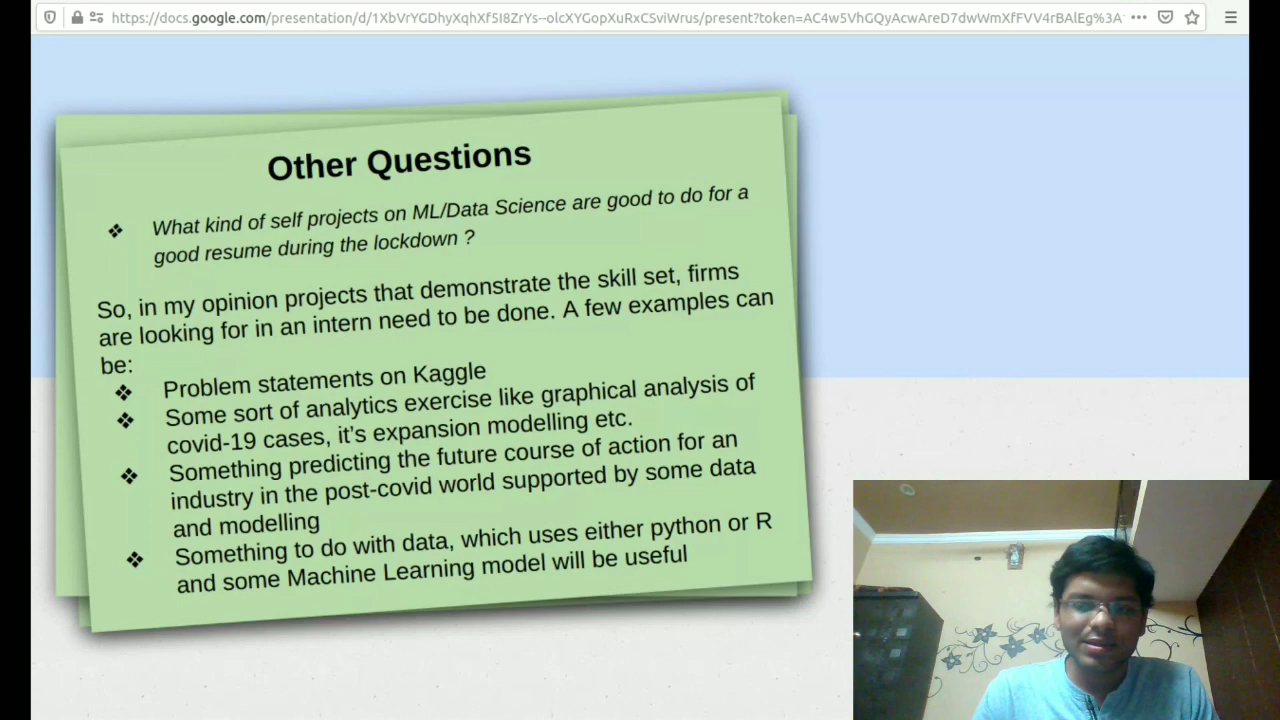 https://docs.google.com/presentation/d/1XbVrYGDhyXqhXf5I8ZrYs--olcXYGopXuRxCSviWrus/present?token=AC4w5VhGQyAcwAreD7dwWmXfFVV4rBAlEg%3A
Other Questions
❖ What kind of self projects on ML/Data Science are good to do for a
good resume during the lockdown ?
So, in my opinion projects that demonstrate the skill set, firms
are looking for in an intern need to be done. A few examples can
be:
❖ Problem statements on Kaggle
❖ Some sort of analytics exercise like graphical analysis of
covid-19 cases, it's expansion modelling etc.
❖ Something predicting the future course of action for an
industry in the post-covid world supported by some data
and modelling
❖ Something to do with data, which uses either python or R
and some Machine Learning model will be useful